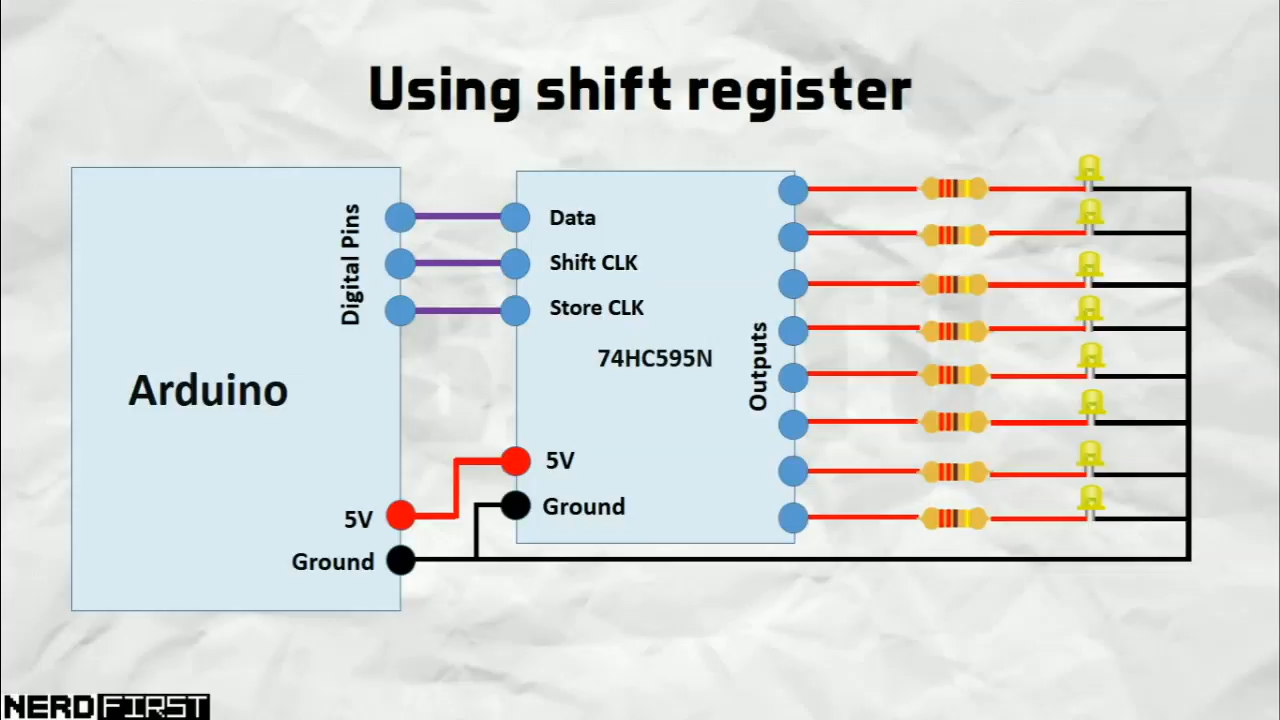 Using shift register
Digital Pins
Arduino
5V
Ground
Data
Shift CLK
Store CLK
74HC595N
Outputs
5V
Ground
NERDFIRST